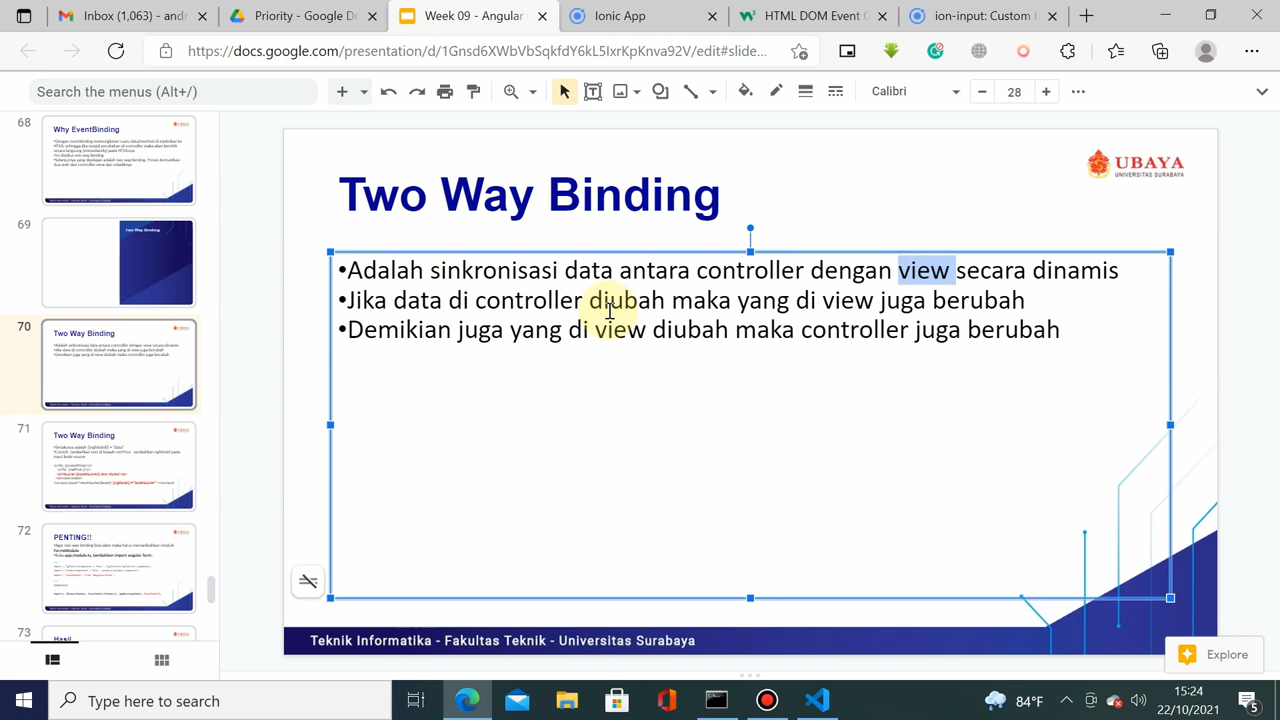 Inbox (1,063) -
Priority - Google D
Week 09 - Angular
Ionic App
HTML DOM Event
ion-input: Custom
https://docs.google.com/presentation/d/1Gnsd6XWbVbSqkfdY6kL5IxrKpKnva92V/edit#slide...
Search the menus (Alt+/)
Calibri
28
68
Why EventBinding
69
Two Way Binding
70
Two Way Binding
71
Two Way Binding
72
PENTING!!
73
Hasil
UBAYA
UNIVERSITAS SURABAYA
Two Way Binding
•Adalah sinkronisasi data antara controller dengan view secara dinamis
•Jika data di controller diubah maka yang di view juga berubah
•Demikian juga yang di view diubah maka controller juga berubah
Teknik Informatika - Fakultas Teknik - Universitas Surabaya
Explore
Type here to search
84°F
15:24
22/10/2021
5